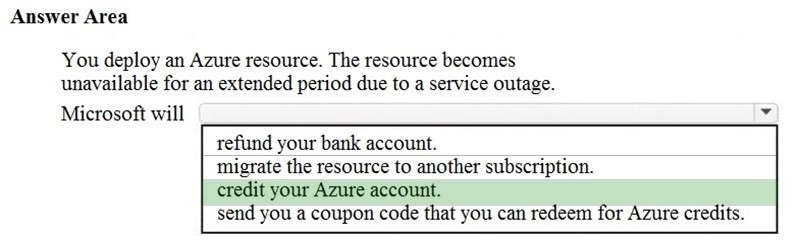 Answer Area
You deploy an Azure resource. The resource becomes
unavailable for an extended period due to a service outage.
Microsoft will
refund your bank account.
migrate the resource to another subscription.
credit your Azure account.
send you a coupon code that you can redeem for Azure credits.